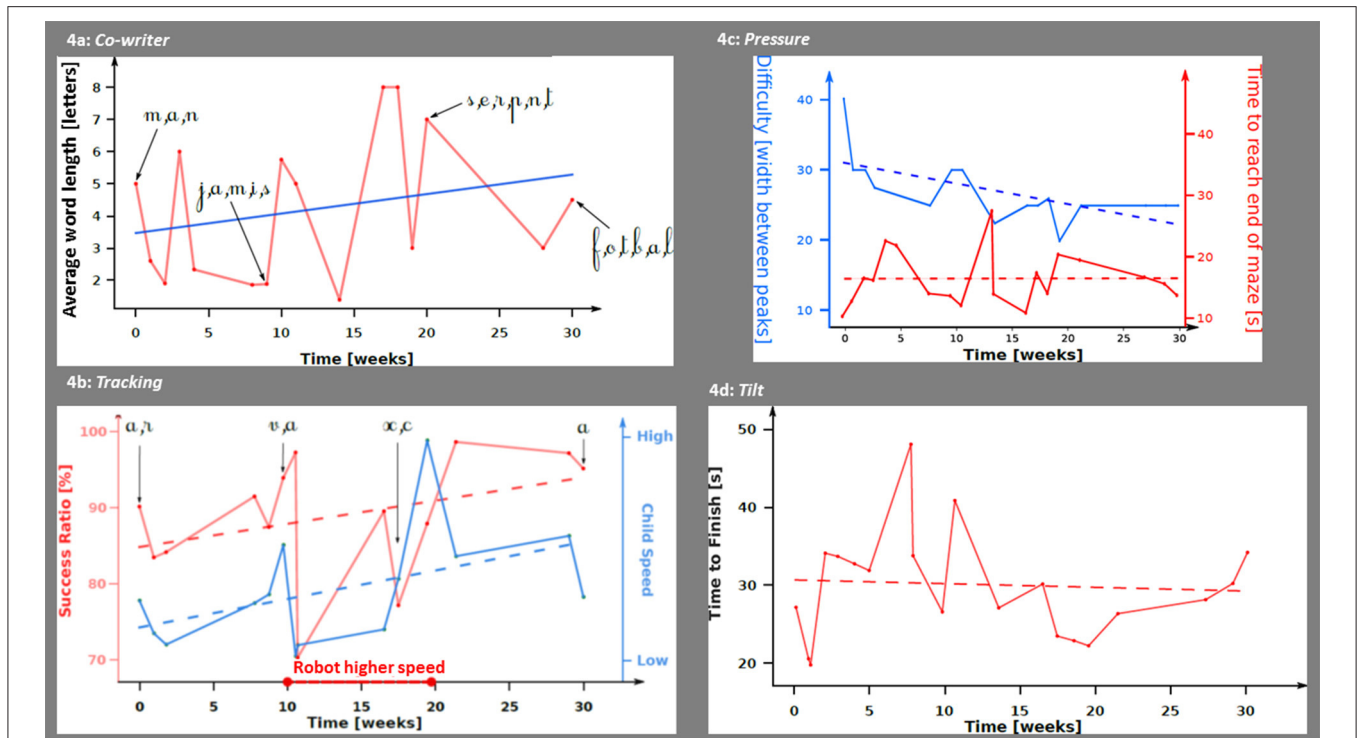 4a: Co-writer
Average word length [letters]
8
7
6
5
4
3
2
m,a,n
j,a,m,i,s
s,e,r,p,n,t
f,o,t,b,a,l
0 5 10 15 20 25 30
Time [weeks]
4c: Pressure
Difficulty [width between peaks]
40
30
20
10
Time to reach end of maze [s]
40
30
20
10
0 5 10 15 20 25 30
Time [weeks]
4b: Tracking
Success Ratio [%]
100
90
80
70
a,r
v,a
x,c
a
High
Child Speed
Low
Robot higher speed
0 5 10 15 20 25 30
Time [weeks]
4d: Tilt
Time to Finish [s]
50
40
30
20
0 5 10 15 20 25 30
Time [weeks]